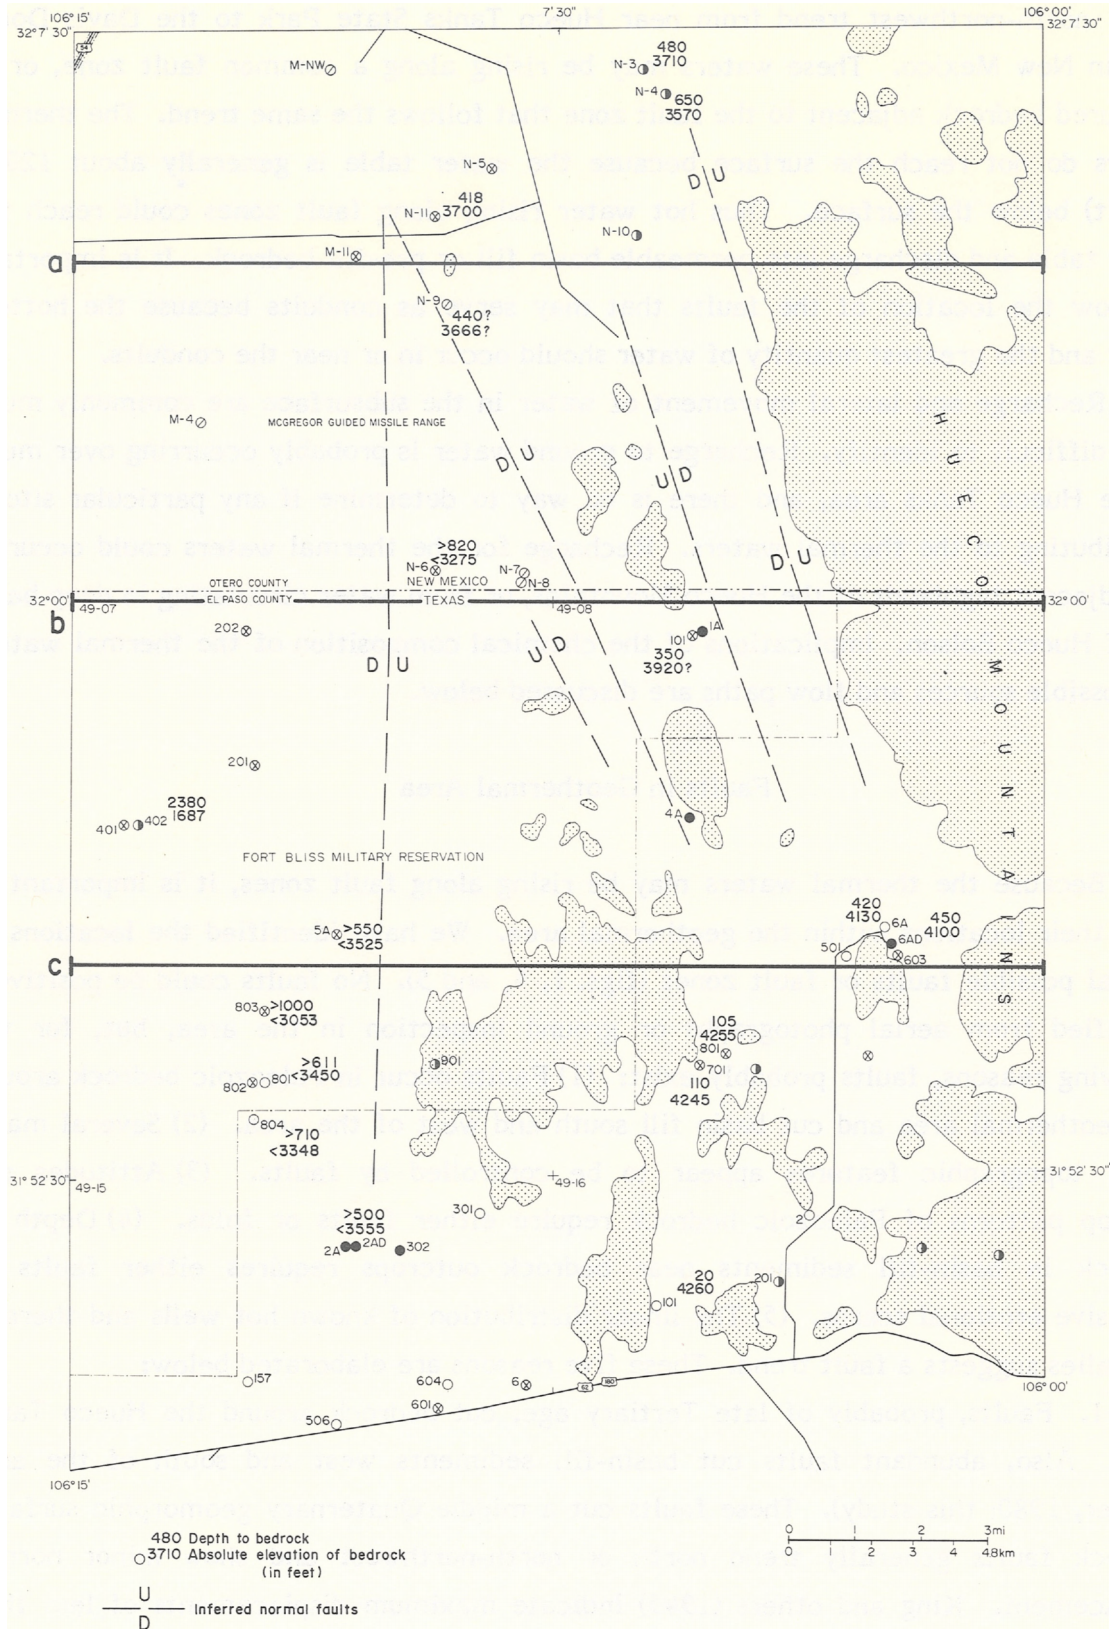 106° 15'
7' 30"
106° 00'
32° 7' 30"
32° 7' 30"
54
M-NW
480
N-3
3710
N-4
650
3570
D U
N-5
418
N-11
3700
N-10
M-11
a
N-9
440?
3666?
M-4
MCGREGOR GUIDED MISSILE RANGE
D U
U D
HUECO
>820
<3275
N-6
N-7
N-8
D U
OTERO COUNTY
NEW MEXICO
32° 00'
EL PASO COUNTY
TEXAS
32° 00'
49-07
49-08
b
202
1A
101
350
3920?
U D
D U
MOUNTAINS
201
2380
1687
401
402
4A
FORT BLISS MILITARY RESERVATION
420
4130
6A
450
4100
5A
>550
<3525
6AD
501
603
c
803
>1000
<3053
105
4255
801
901
701
>611
<3450
802
801
110
4245
804
>710
<3348
31° 52' 30"
49-15
49-16
31° 52' 30"
301
2
>500
<3555
2A
2AD
302
20
4260
201
101
157
604
6
62
180
106° 00'
601
506
106° 15'
480 Depth to bedrock
3710 Absolute elevation of bedrock
(in feet)
0 1 2 3mi
0 1 2 3 4 48km
U
Inferred normal faults
D